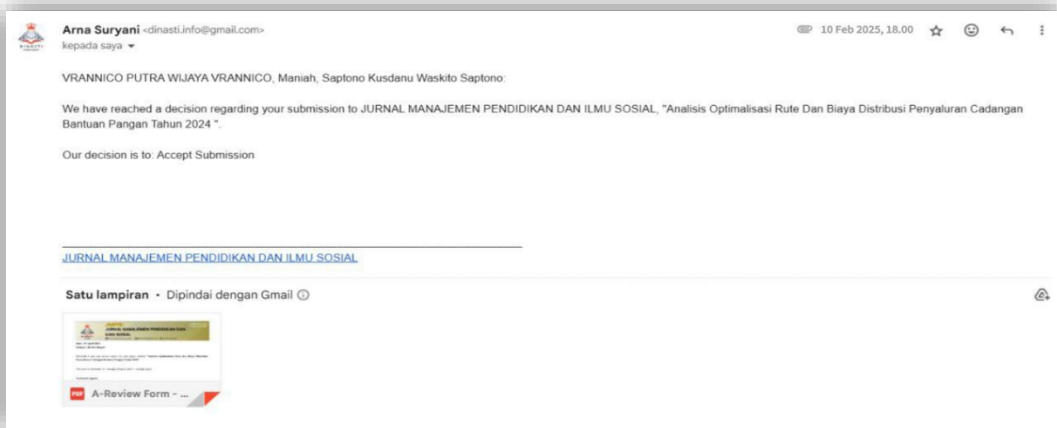 Arna Suryani <dinasti.info@gmail.com>
10 Feb 2025, 18.00
kepada saya
VRANNICO PUTRA WIJAYA VRANNICO, Maniah, Saptono Kusdanu Waskito Saptono:
We have reached a decision regarding your submission to JURNAL MANAJEMEN PENDIDIKAN DAN ILMU SOSIAL, "Analisis Optimalisasi Rute Dan Biaya Distribusi Penyaluran Cadangan
Bantuan Pangan Tahun 2024 ".
Our decision is to: Accept Submission
JURNAL MANAJEMEN PENDIDIKAN DAN ILMU SOSIAL
Satu lampiran • Dipindai dengan Gmail
PDF A-Review Form - ...